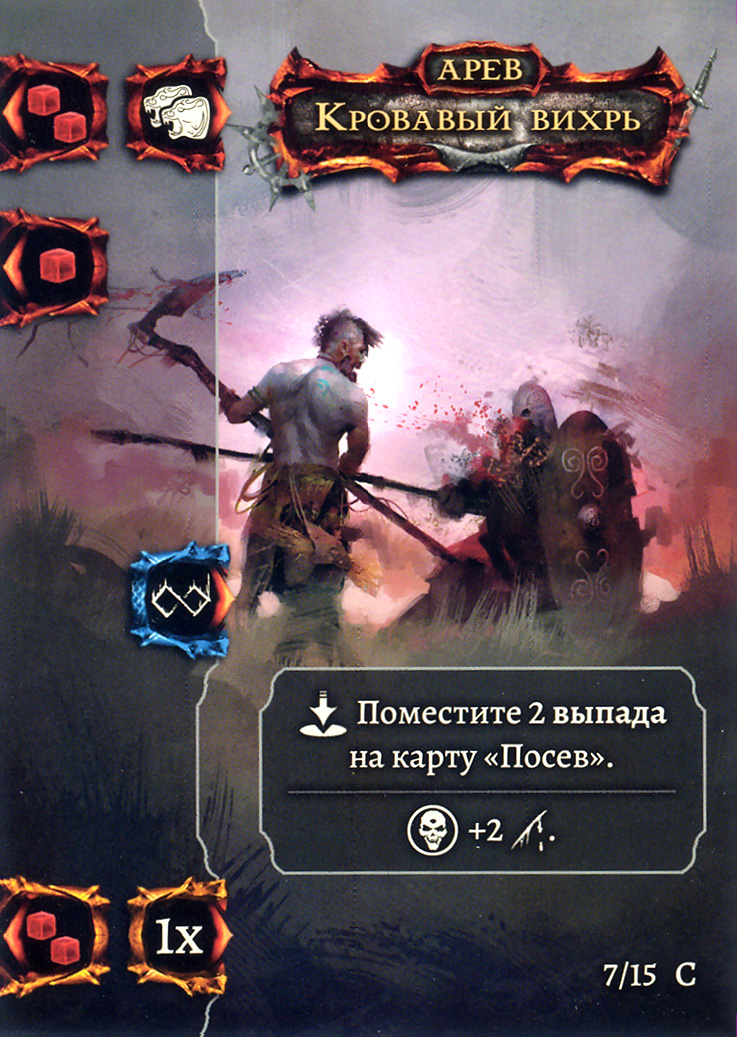 АРЕВ
Кровавый вихрь
Поместите 2 выпада
на карту «Посев».
+2 .
1x
7/15 C